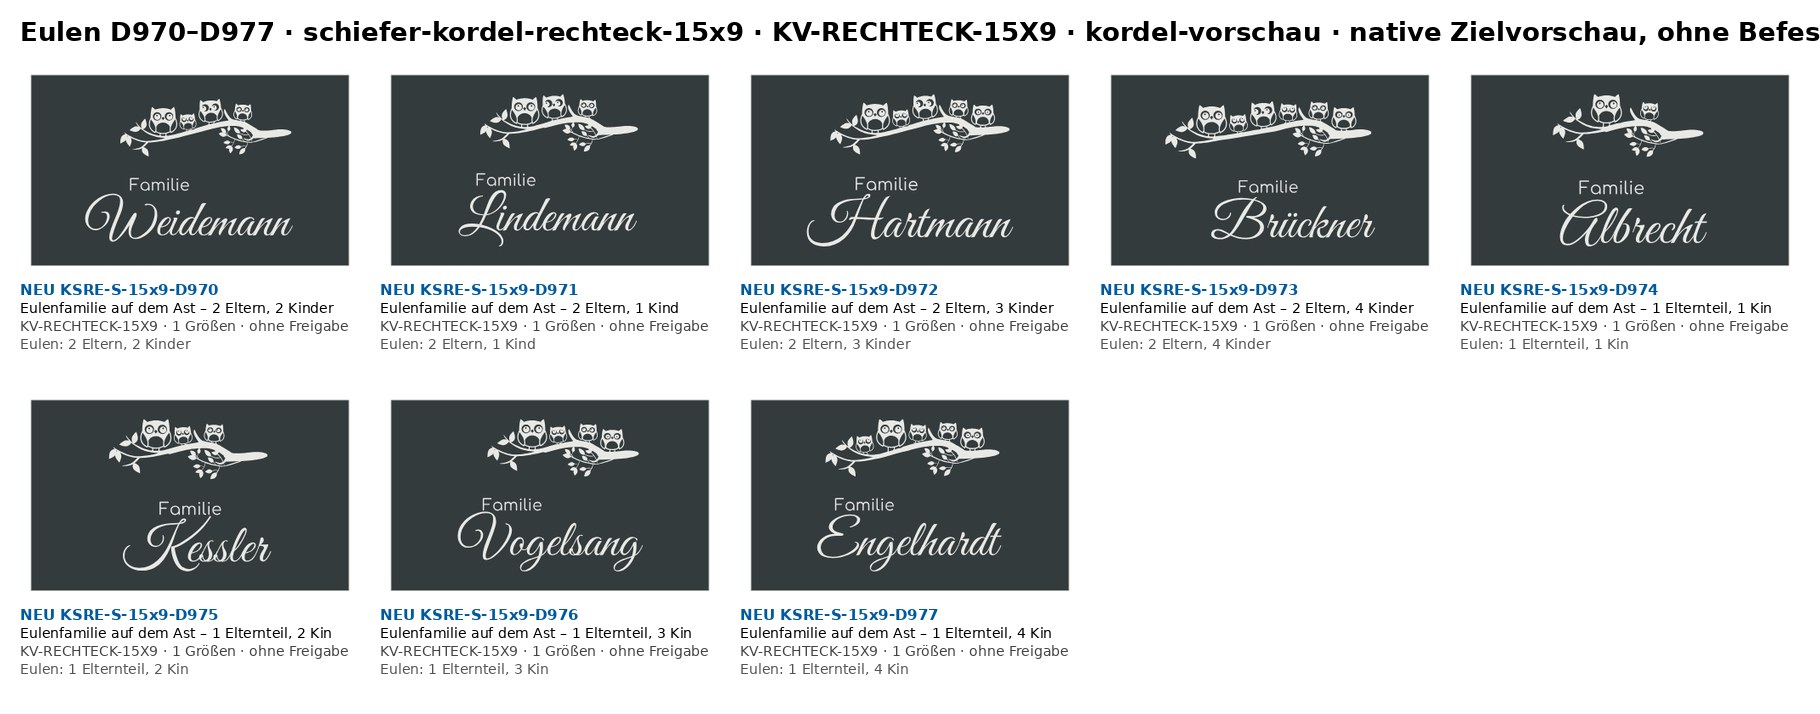 Eulen D970–D977 · schiefer-kordel-rechteck-15x9 · KV-RECHTECK-15X9 · kordel-vorschau · native Zielvorschau, ohne Befes
Familie
Weidemann
NEU KSRE-S-15x9-D970
Eulenfamilie auf dem Ast – 2 Eltern, 2 Kinder
KV-RECHTECK-15X9 · 1 Größen · ohne Freigabe
Eulen: 2 Eltern, 2 Kinder
Familie
Lindemann
NEU KSRE-S-15x9-D971
Eulenfamilie auf dem Ast – 2 Eltern, 1 Kind
KV-RECHTECK-15X9 · 1 Größen · ohne Freigabe
Eulen: 2 Eltern, 1 Kind
Familie
Hartmann
NEU KSRE-S-15x9-D972
Eulenfamilie auf dem Ast – 2 Eltern, 3 Kinder
KV-RECHTECK-15X9 · 1 Größen · ohne Freigabe
Eulen: 2 Eltern, 3 Kinder
Familie
Brückner
NEU KSRE-S-15x9-D973
Eulenfamilie auf dem Ast – 2 Eltern, 4 Kinder
KV-RECHTECK-15X9 · 1 Größen · ohne Freigabe
Eulen: 2 Eltern, 4 Kinder
Familie
Albrecht
NEU KSRE-S-15x9-D974
Eulenfamilie auf dem Ast – 1 Elternteil, 1 Kin
KV-RECHTECK-15X9 · 1 Größen · ohne Freigabe
Eulen: 1 Elternteil, 1 Kin
Familie
Kessler
NEU KSRE-S-15x9-D975
Eulenfamilie auf dem Ast – 1 Elternteil, 2 Kin
KV-RECHTECK-15X9 · 1 Größen · ohne Freigabe
Eulen: 1 Elternteil, 2 Kin
Familie
Vogelsang
NEU KSRE-S-15x9-D976
Eulenfamilie auf dem Ast – 1 Elternteil, 3 Kin
KV-RECHTECK-15X9 · 1 Größen · ohne Freigabe
Eulen: 1 Elternteil, 3 Kin
Familie
Engelhardt
NEU KSRE-S-15x9-D977
Eulenfamilie auf dem Ast – 1 Elternteil, 4 Kin
KV-RECHTECK-15X9 · 1 Größen · ohne Freigabe
Eulen: 1 Elternteil, 4 Kin